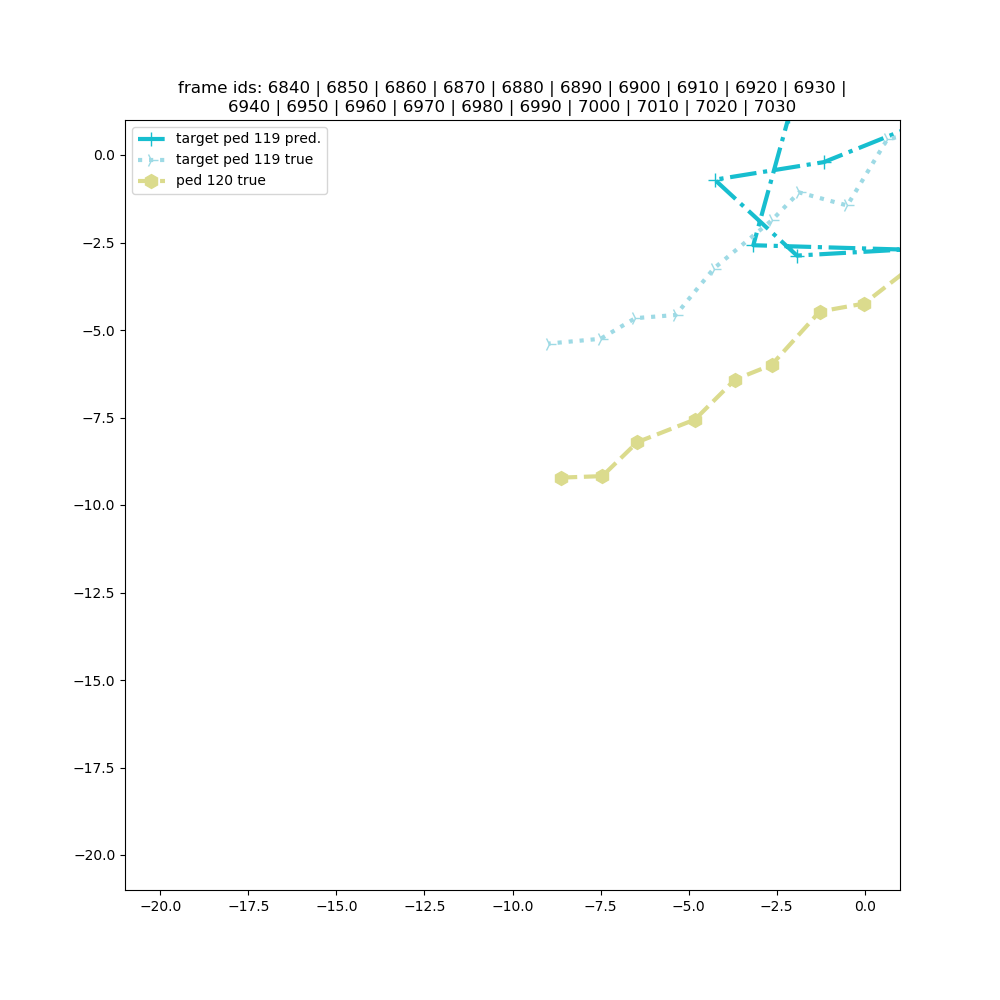 frame ids: 6840 | 6850 | 6860 | 6870 | 6880 | 6890 | 6900 | 6910 | 6920 | 6930 |
6940 | 6950 | 6960 | 6970 | 6980 | 6990 | 7000 | 7010 | 7020 | 7030
target ped 119 pred.
target ped 119 true
ped 120 true
0.0
−2.5
−5.0
−7.5
−10.0
−12.5
−15.0
−17.5
−20.0
−20.0 −17.5 −15.0 −12.5 −10.0 −7.5 −5.0 −2.5 0.0